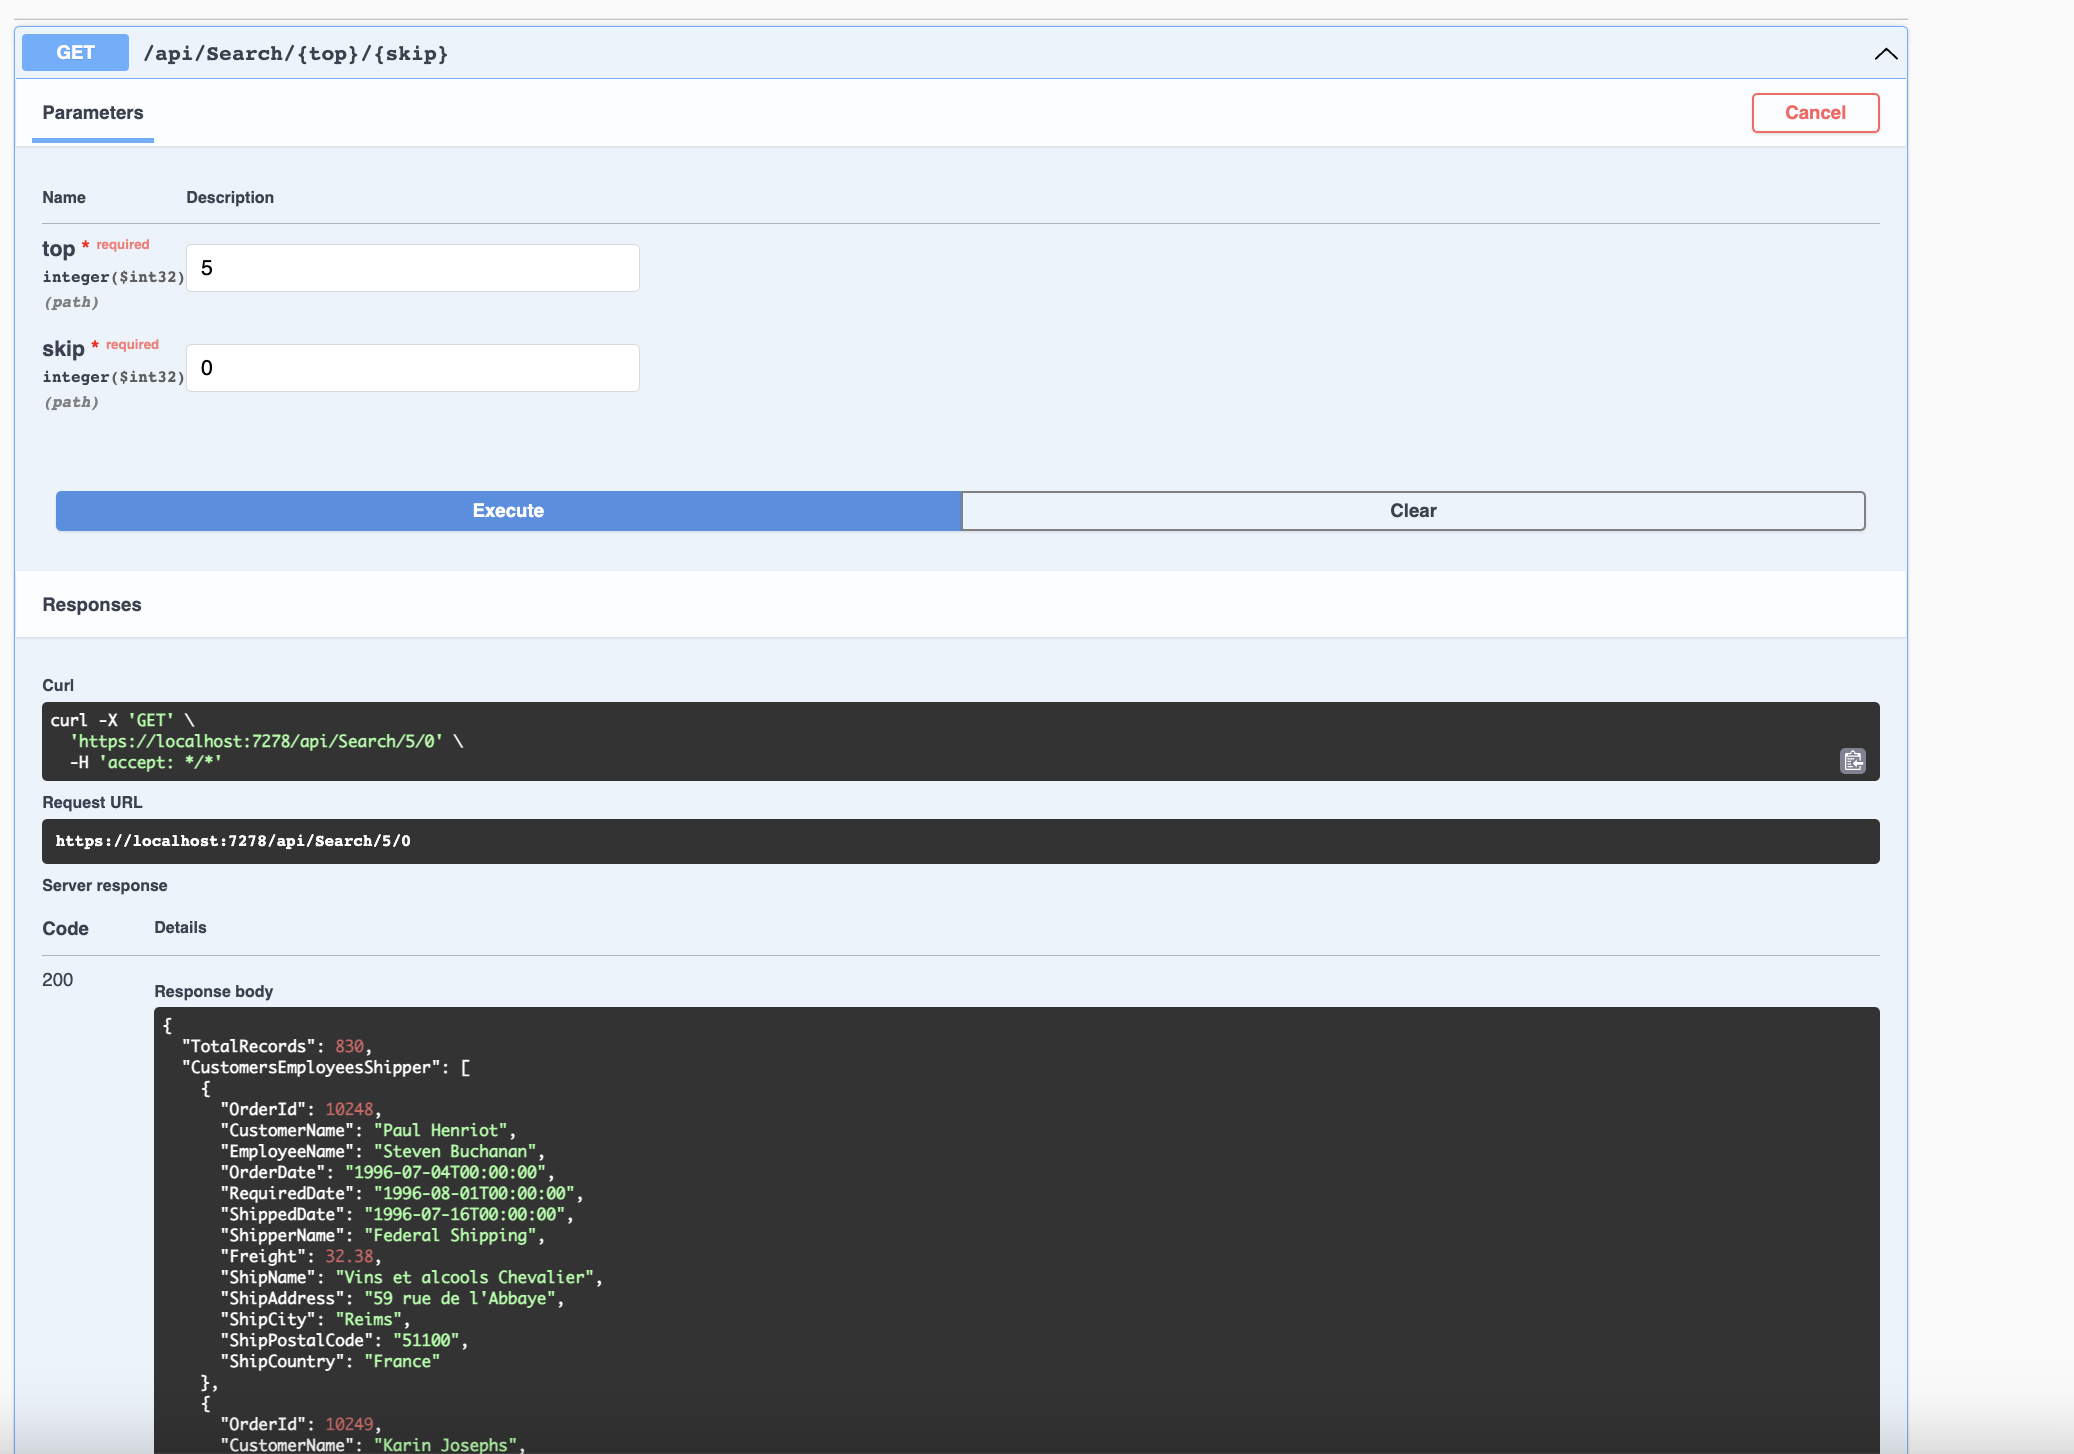 GET /api/Search/{top}/{skip}
Parameters
Cancel
Name Description
top * required
integer($int32)
(path)
5
skip * required
integer($int32)
(path)
0
Execute
Clear
Responses
Curl
curl -X 'GET' \
'https://localhost:7278/api/Search/5/0' \
-H 'accept: */*'
Request URL
https://localhost:7278/api/Search/5/0
Server response
Code Details
200
Response body
{
"TotalRecords": 830,
"CustomersEmployeesShipper": [
{
"OrderId": 10248,
"CustomerName": "Paul Henriot",
"EmployeeName": "Steven Buchanan",
"OrderDate": "1996-07-04T00:00:00",
"RequiredDate": "1996-08-01T00:00:00",
"ShippedDate": "1996-07-16T00:00:00",
"ShipperName": "Federal Shipping",
"Freight": 32.38,
"ShipName": "Vins et alcools Chevalier",
"ShipAddress": "59 rue de l'Abbaye",
"ShipCity": "Reims",
"ShipPostalCode": "51100",
"ShipCountry": "France"
},
{
"OrderId": 10249,
"CustomerName": "Karin Josephs",